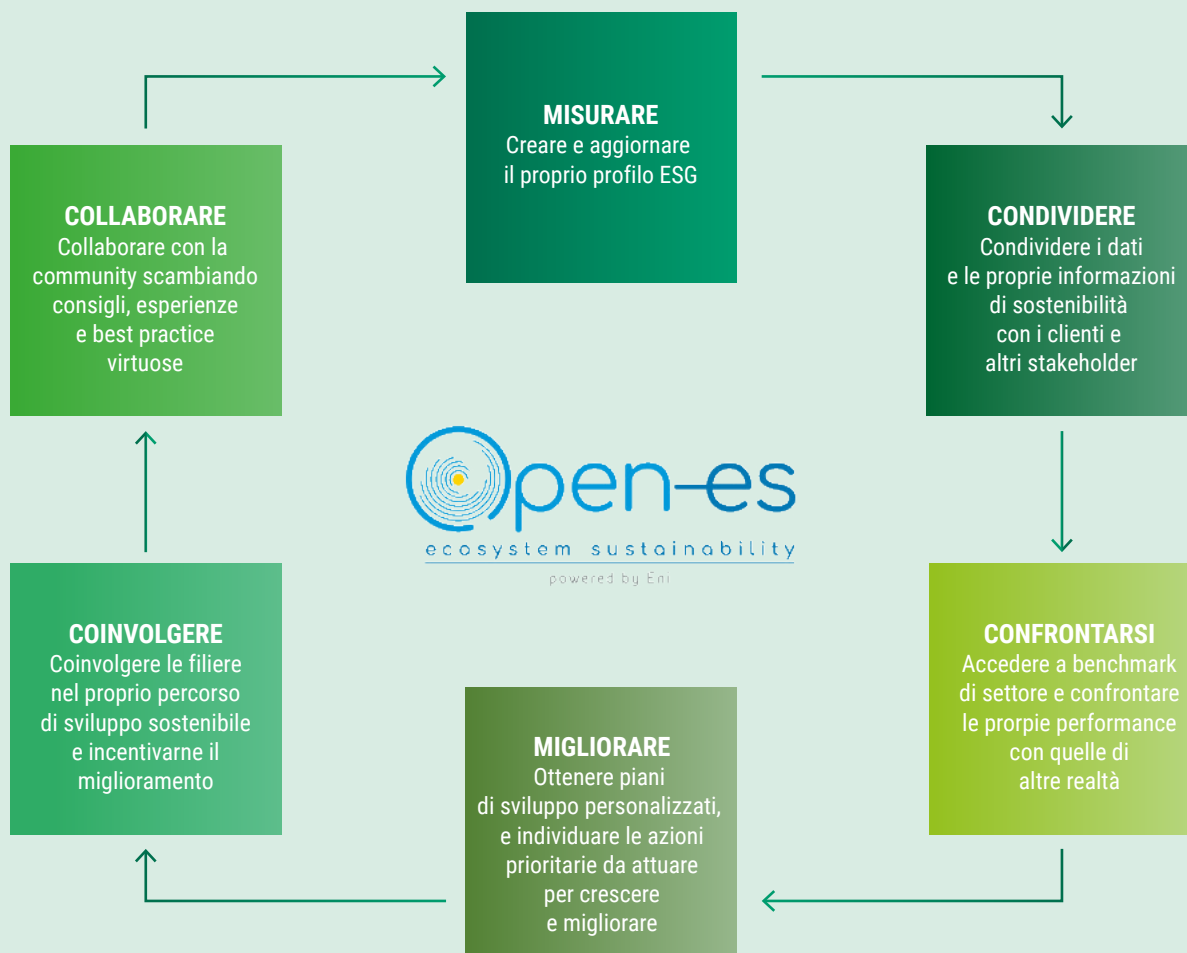 MISURARE
Creare e aggiornare
il proprio profilo ESG
CONDIVIDERE
Condividere i dati
e le proprie informazioni
di sostenibilità
con i clienti e
altri stakeholder
CONFRONTARSI
Accedere a benchmark
di settore e confrontare
le prorpie performance
con quelle di
altre realtà
MIGLIORARE
Ottenere piani
di sviluppo personalizzati,
e individuare le azioni
prioritarie da attuare
per crescere
e migliorare
COINVOLGERE
Coinvolgere le filiere
nel proprio percorso
di sviluppo sostenibile
e incentivarne il
miglioramento
COLLABORARE
Collaborare con la
community scambiando
consigli, esperienze
e best practice
virtuose
Open-es
ecosystem sustainability
powered by Eni